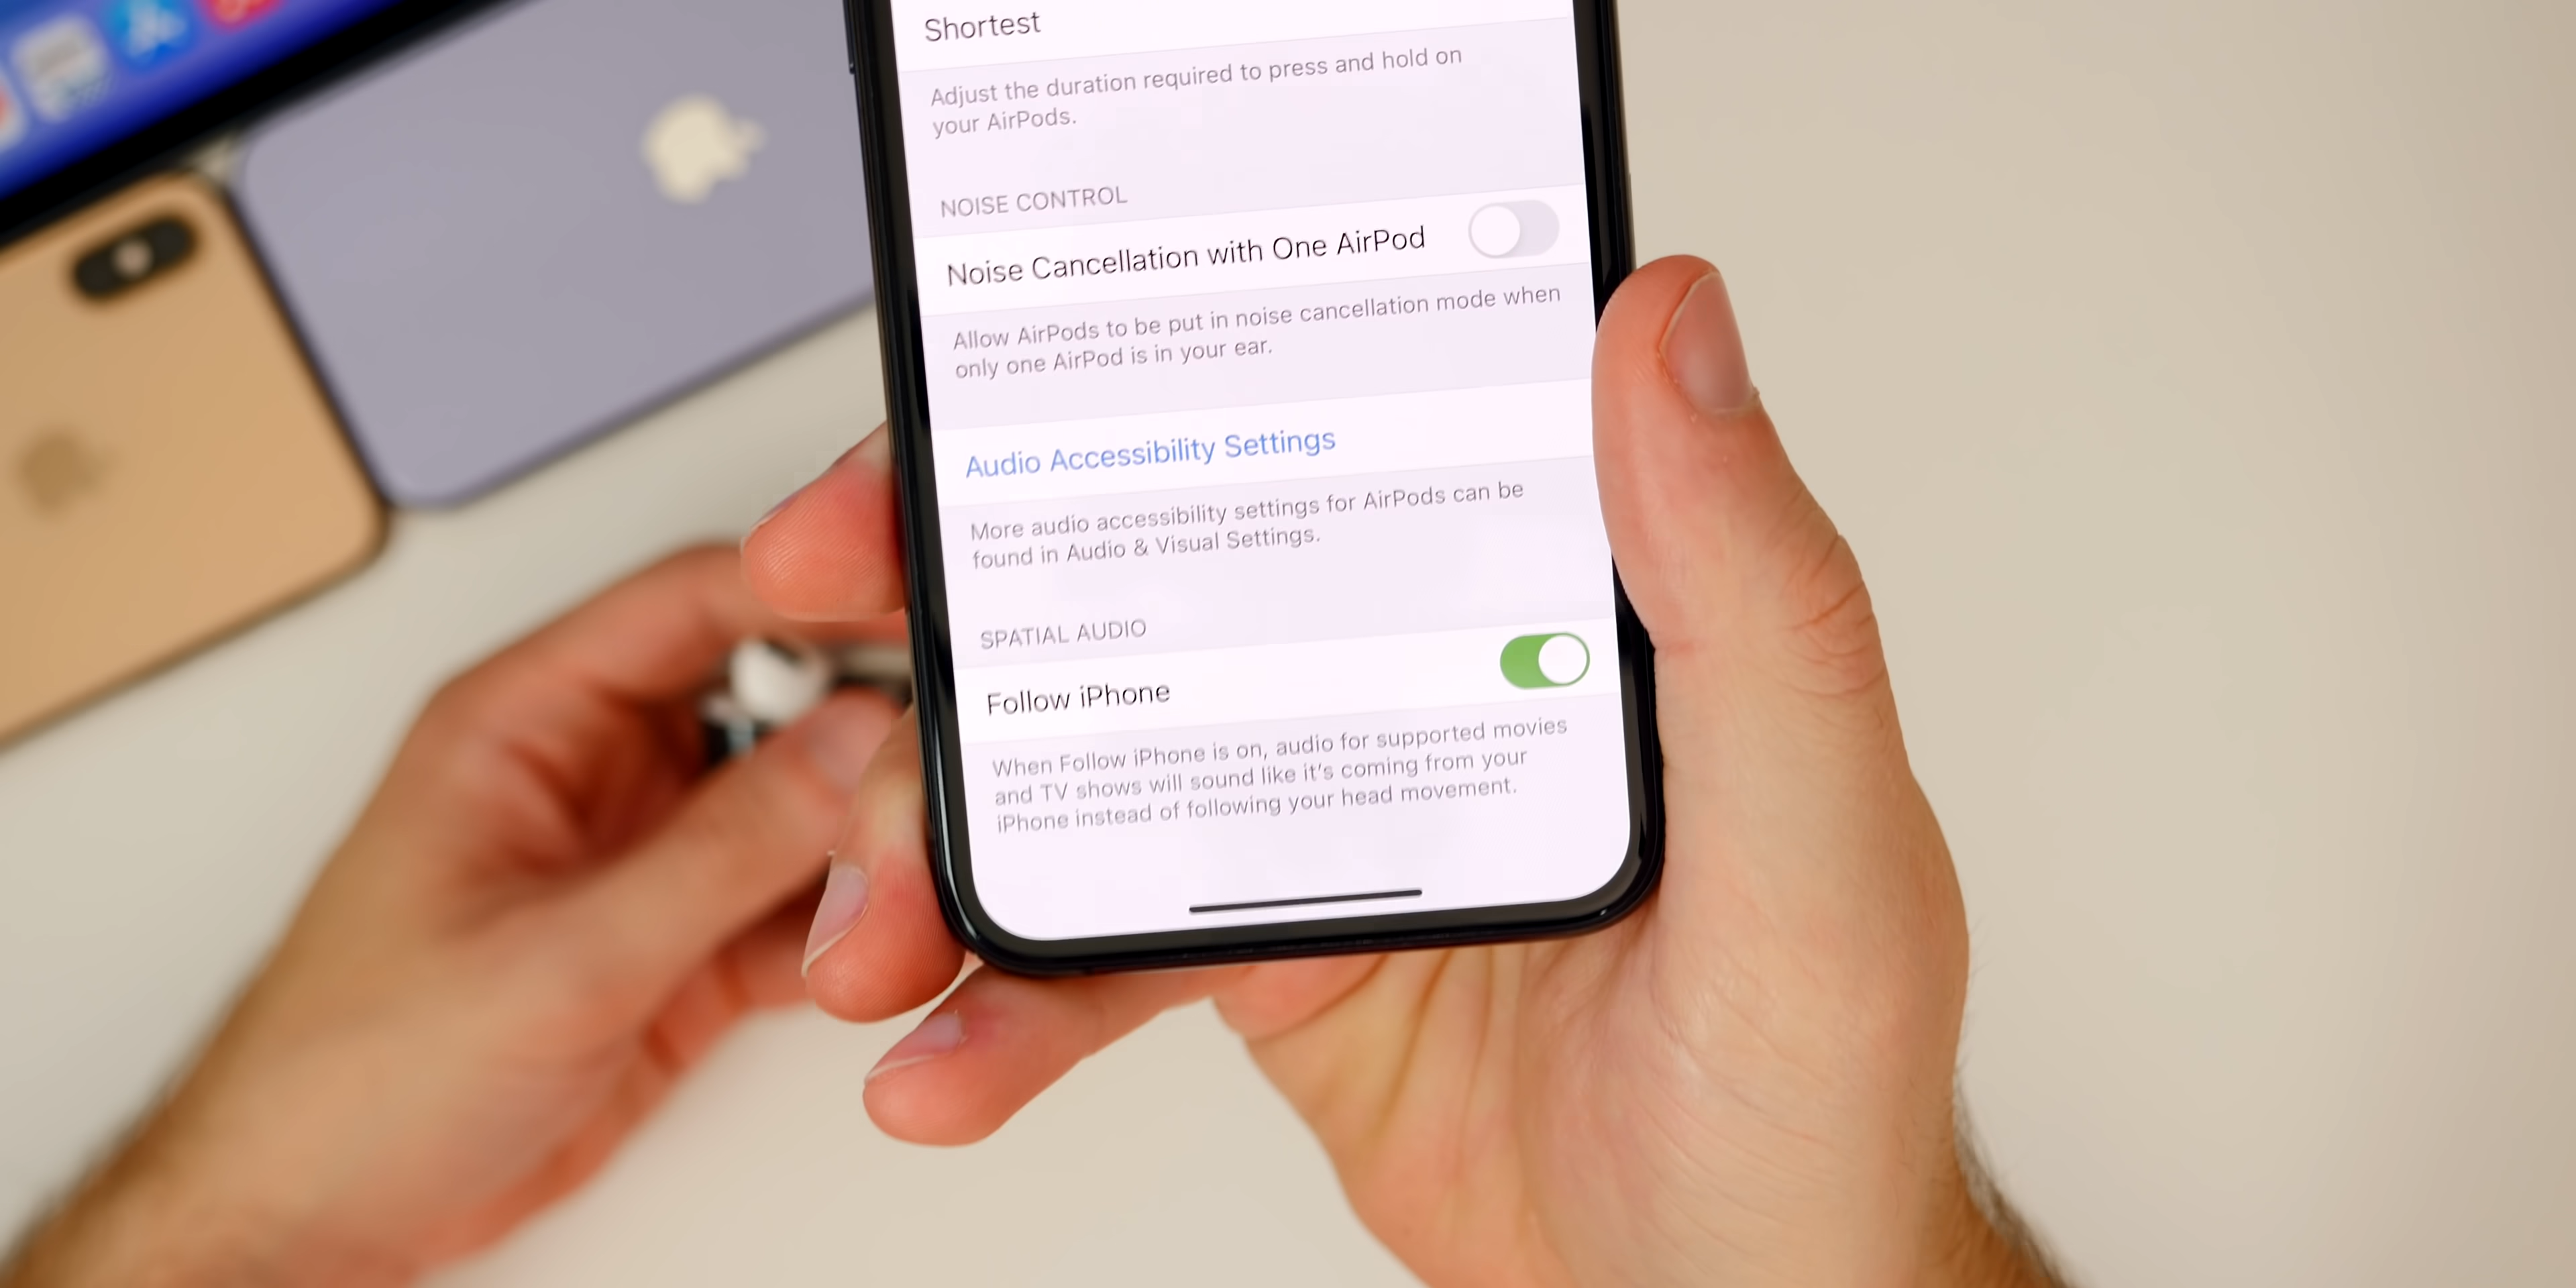 Shortest
Adjust the duration required to press and hold on
your AirPods.
NOISE CONTROL
Noise Cancellation with One AirPod
Allow AirPods to be put in noise cancellation mode when
only one AirPod is in your ear.
Audio Accessibility Settings
More audio accessibility settings for AirPods can be
found in Audio & Visual Settings.
SPATIAL AUDIO
Follow iPhone
When Follow iPhone is on, audio for supported movies
and TV shows will sound like it's coming from your
iPhone instead of following your head movement.